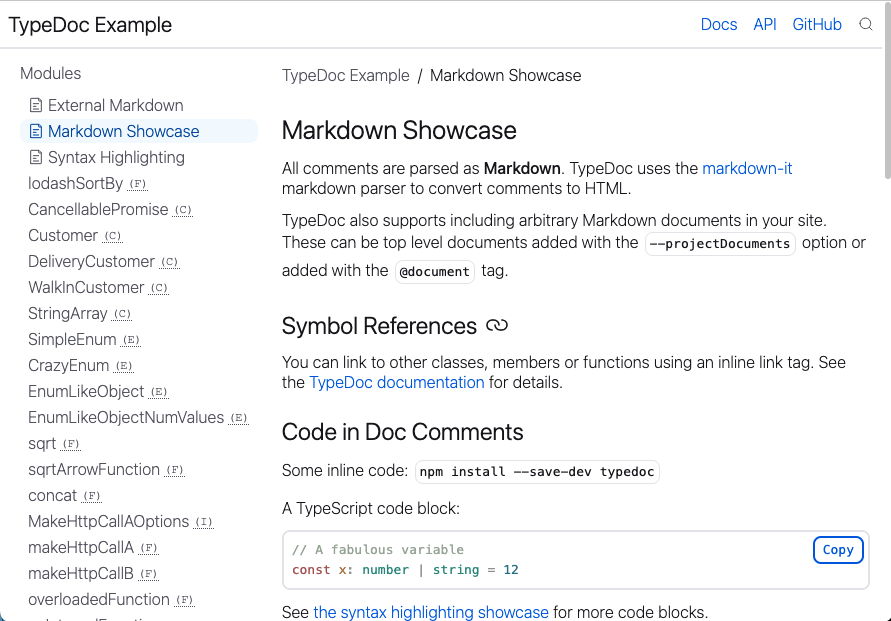 TypeDoc Example
Docs API GitHub
Modules
External Markdown
Markdown Showcase
Syntax Highlighting
lodashSortBy (F)
CancellablePromise (C)
Customer (C)
DeliveryCustomer (C)
WalkInCustomer (C)
StringArray (C)
SimpleEnum (E)
CrazyEnum (E)
EnumLikeObject (E)
EnumLikeObjectNumValues (E)
sqrt (F)
sqrtArrowFunction (F)
concat (F)
MakeHttpCallAOptions (I)
makeHttpCallA (F)
makeHttpCallB (F)
overloadedFunction (F)
TypeDoc Example / Markdown Showcase
Markdown Showcase
All comments are parsed as Markdown. TypeDoc uses the markdown-it
markdown parser to convert comments to HTML.
TypeDoc also supports including arbitrary Markdown documents in your site.
These can be top level documents added with the --projectDocuments option or
added with the @document tag.
Symbol References
You can link to other classes, members or functions using an inline link tag. See
the TypeDoc documentation for details.
Code in Doc Comments
Some inline code: npm install --save-dev typedoc
A TypeScript code block:
// A fabulous variable
const x: number | string = 12
Copy
See the syntax highlighting showcase for more code blocks.